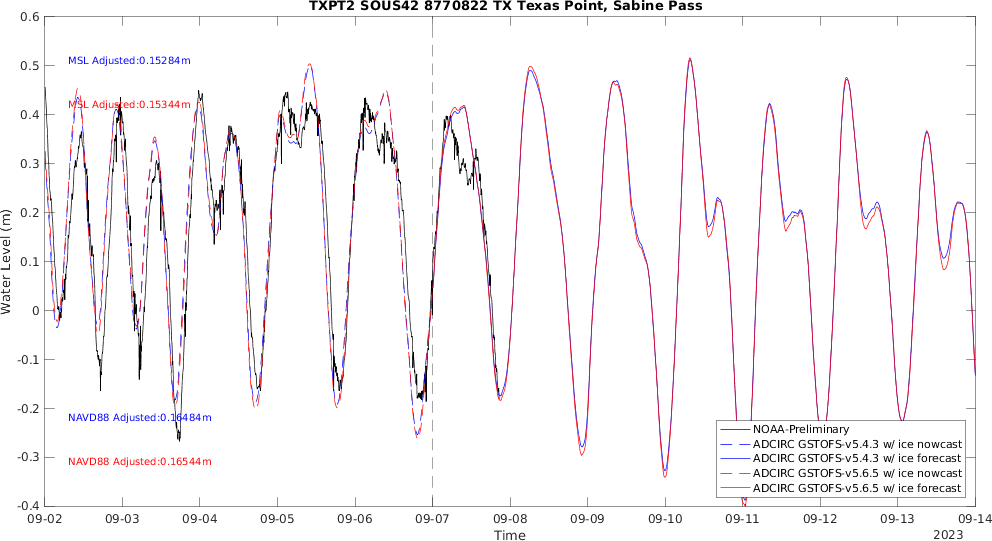 TXPT2 SOUS42 8770822 TX Texas Point, Sabine Pass
0.6
0.5
0.4
0.3
0.2
0.1
0
-0.1
-0.2
-0.3
-0.4
Water Level (m)
MSL Adjusted:0.15284m
MSL Adjusted:0.15344m
NAVD88 Adjusted:0.16484m
NAVD88 Adjusted:0.16544m
NOAA-Preliminary
ADCIRC GSTOFS-v5.4.3 w/ ice nowcast
ADCIRC GSTOFS-v5.4.3 w/ ice forecast
ADCIRC GSTOFS-v5.6.5 w/ ice nowcast
ADCIRC GSTOFS-v5.6.5 w/ ice forecast
09-02 09-03 09-04 09-05 09-06 09-07 09-08 09-09 09-10 09-11 09-12 09-13 09-14
Time
2023